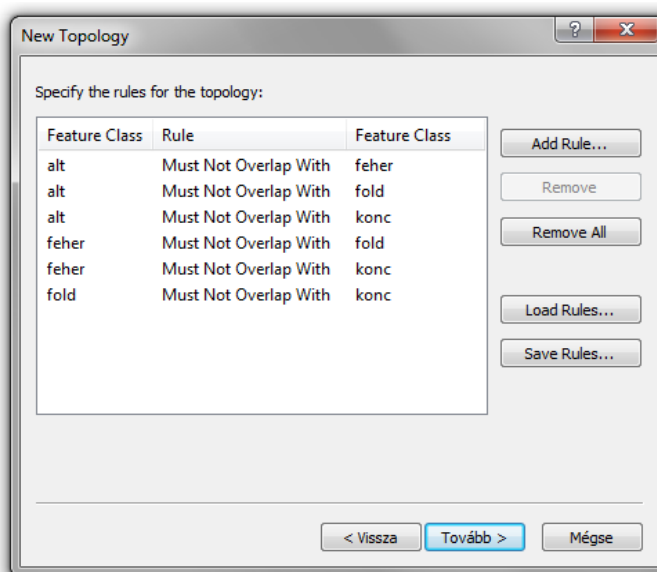 New Topology
Specify the rules for the topology:
Feature Class Rule Feature Class
alt Must Not Overlap With feher
alt Must Not Overlap With fold
alt Must Not Overlap With konc
feher Must Not Overlap With fold
feher Must Not Overlap With konc
fold Must Not Overlap With konc
Add Rule...
Remove
Remove All
Load Rules...
Save Rules...
< Vissza Tovább > Mégse